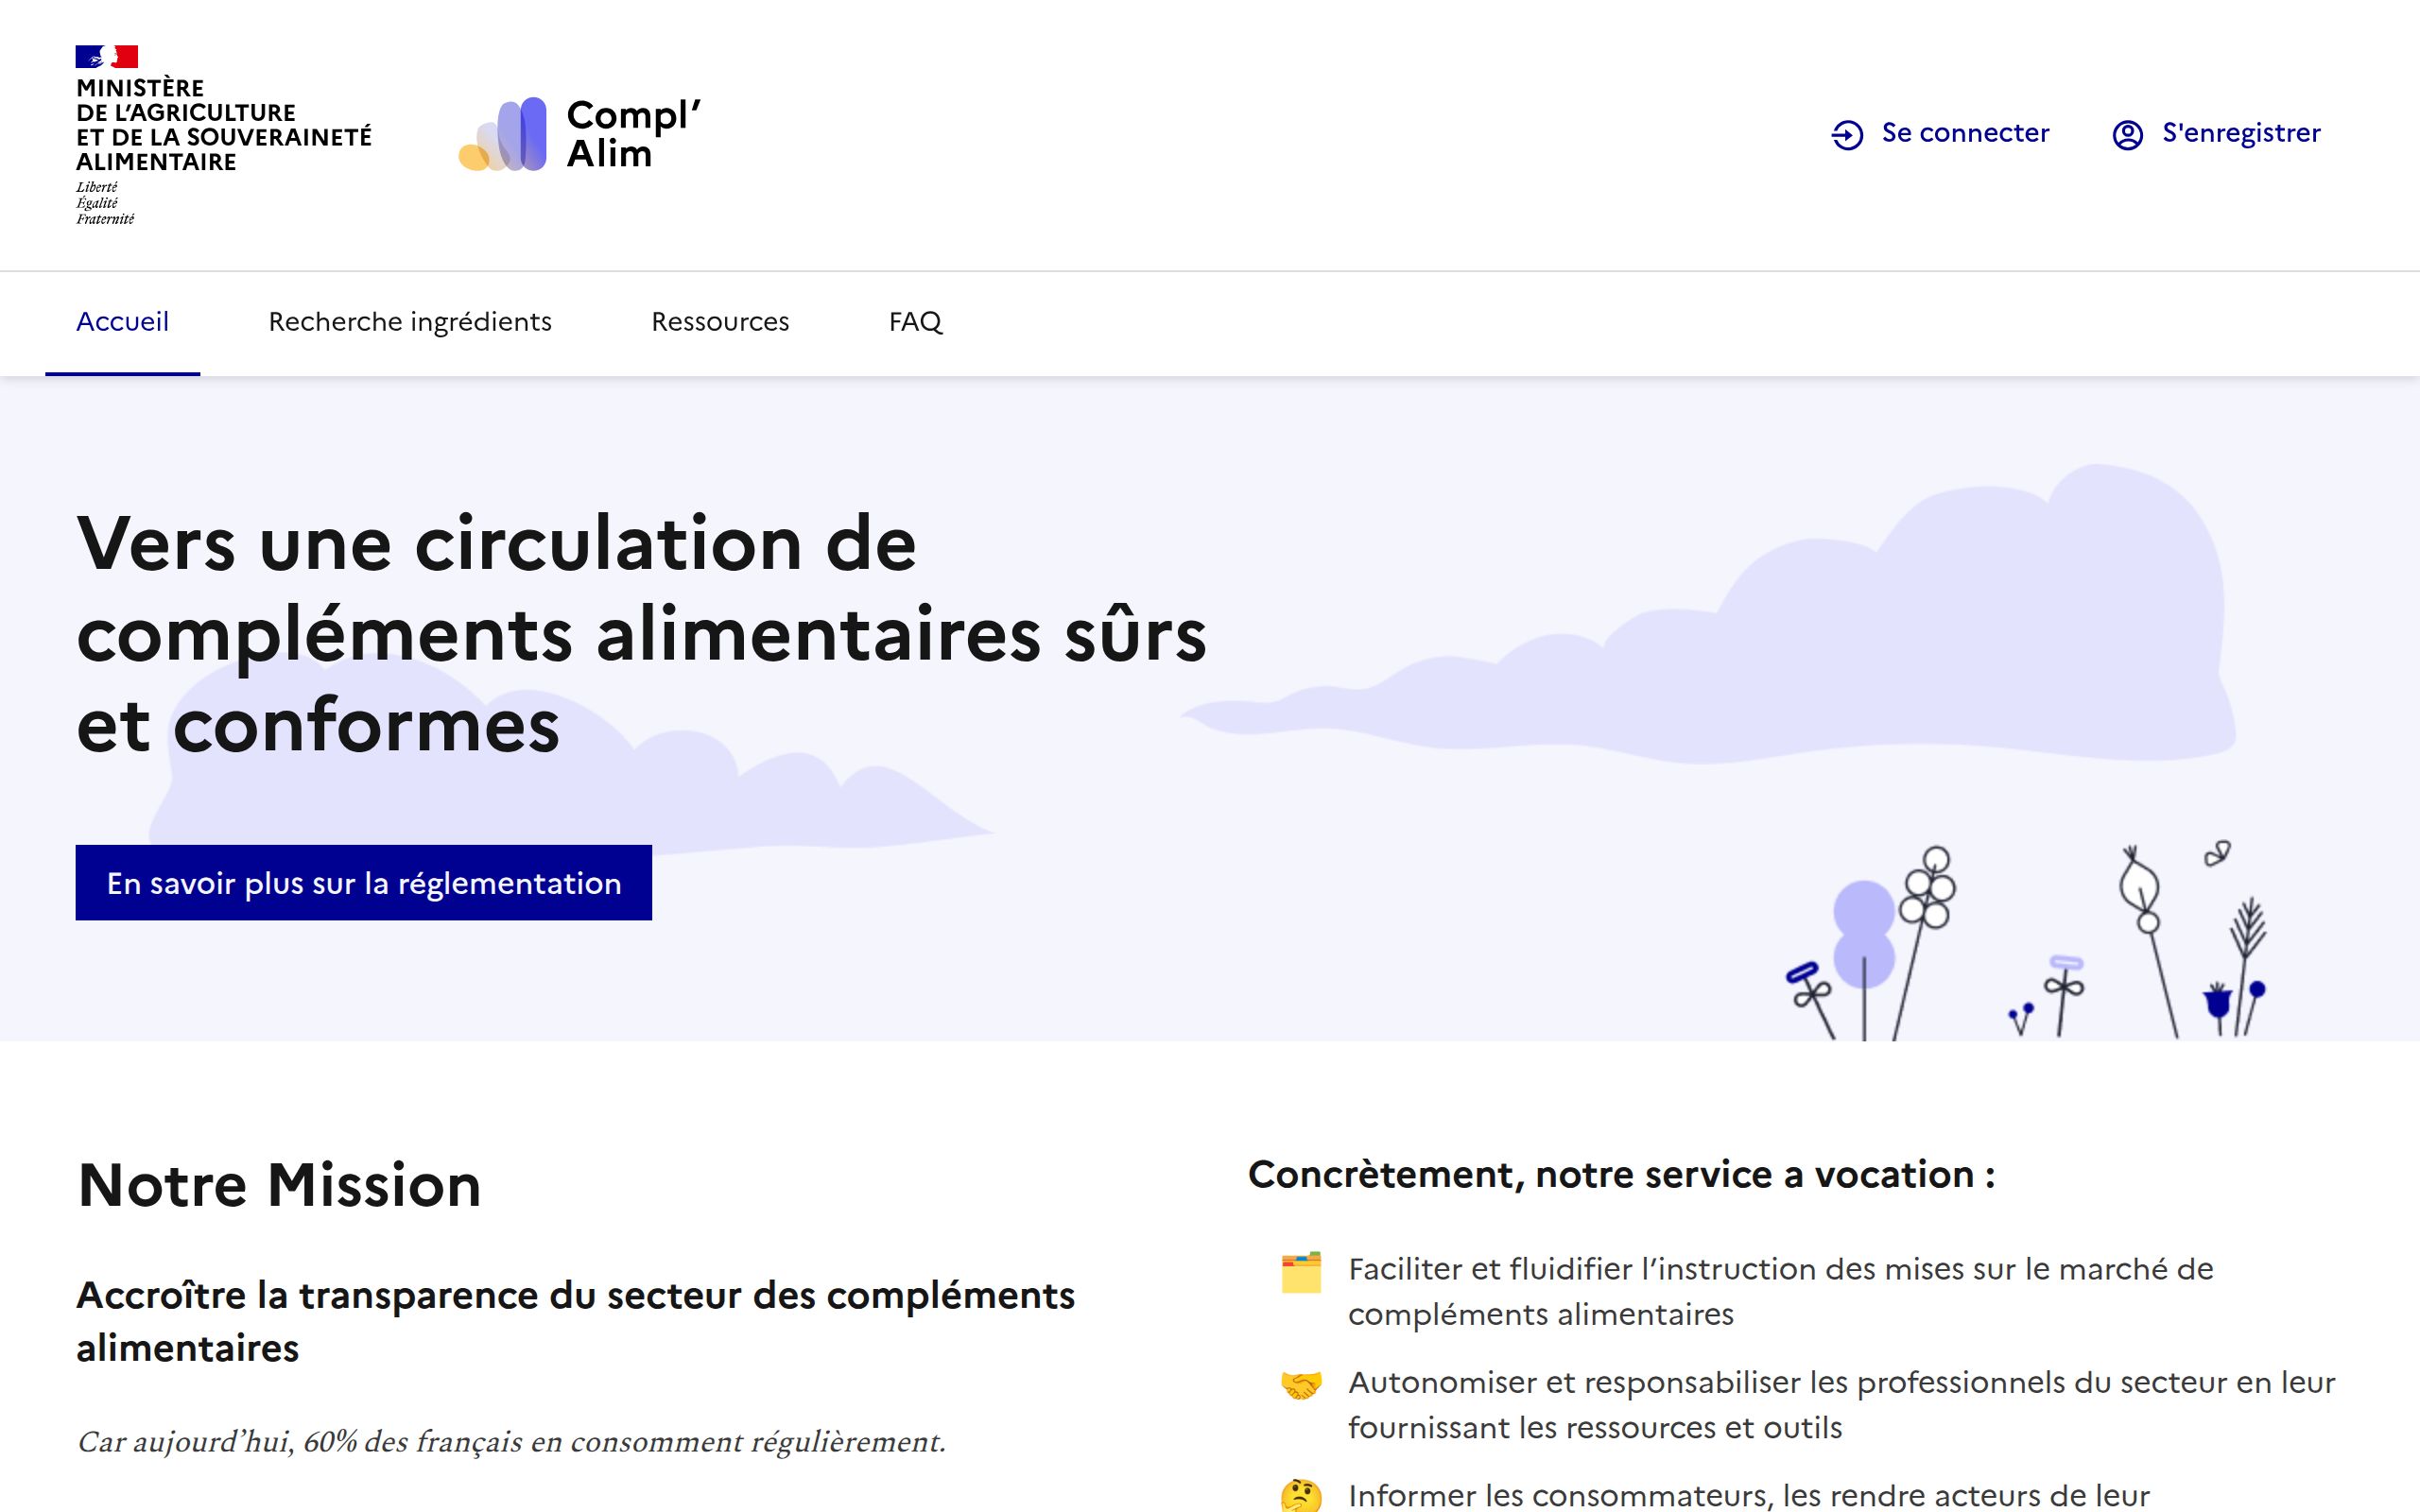 MINISTÈRE
DE L’AGRICULTURE
ET DE LA SOUVERAINETÉ
ALIMENTAIRE
Liberté
Égalité
Fraternité
Compl’
Alim
Se connecter
S'enregistrer
Accueil
Recherche ingrédients
Ressources
FAQ
Vers une circulation de
compléments alimentaires sûrs
et conformes
En savoir plus sur la réglementation
Notre Mission
Accroître la transparence du secteur des compléments
alimentaires
Car aujourd’hui, 60% des français en consomment régulièrement.
Concrètement, notre service a vocation :
Faciliter et fluidifier l’instruction des mises sur le marché de
compléments alimentaires
Autonomiser et responsabiliser les professionnels du secteur en leur
fournissant les ressources et outils
Informer les consommateurs, les rendre acteurs de leur